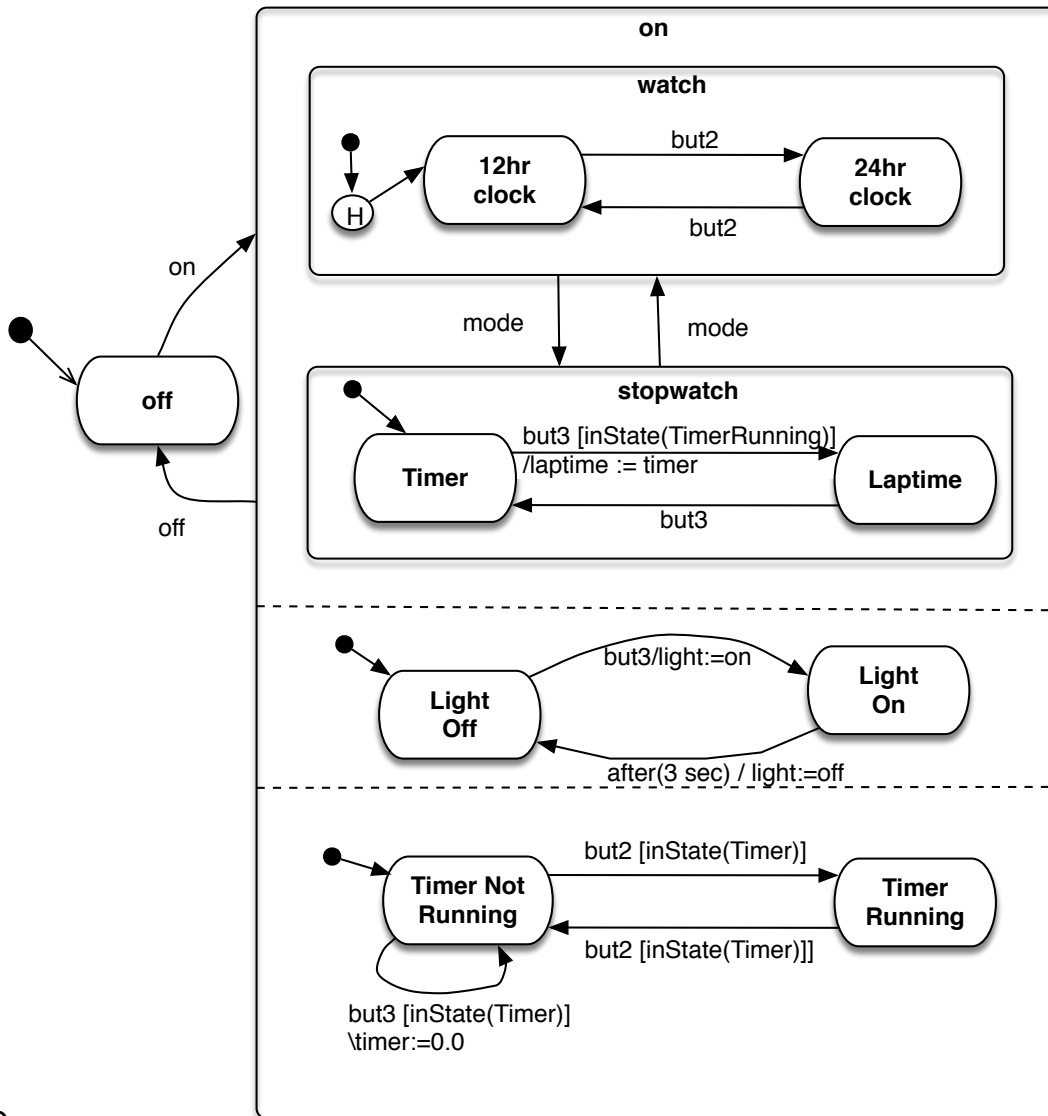 on
watch
but2
12hr
clock
24hr
clock
H
but2
on
mode
mode
off
stopwatch
but3 [inState(TimerRunning)]
/laptime := timer
Timer
Laptime
but3
off
but3/light:=on
Light
Off
Light
On
after(3 sec) / light:=off
but2 [inState(Timer)]
Timer Not
Running
Timer
Running
but2 [inState(Timer)]]
but3 [inState(Timer)]
\timer:=0.0